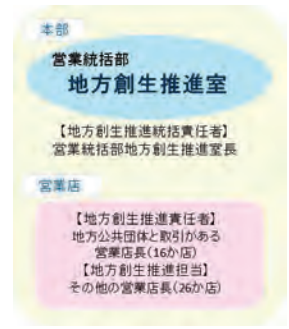 本部
営業統括部
地方創生推進室
【地方創生推進統括責任者】
営業統括部地方創生推進室長
営業店
【地方創生推進責任者】
地方公共団体と取引がある
営業店長(16か店)
【地方創生推進担当】
その他の営業店長(26か店)